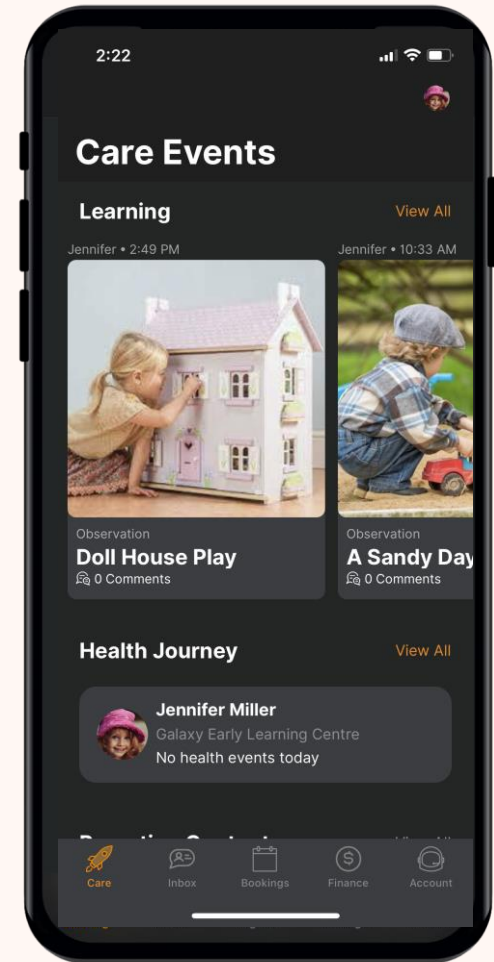 2:22
Care Events
Learning
View All
Jennifer • 2:49 PM
Jennifer • 10:33 AM
Observation
Doll House Play
0 Comments
Observation
A Sandy Day
0 Comments
Health Journey
View All
Jennifer Miller
Galaxy Early Learning Centre
No health events today
Care
Inbox
Bookings
Finance
Account